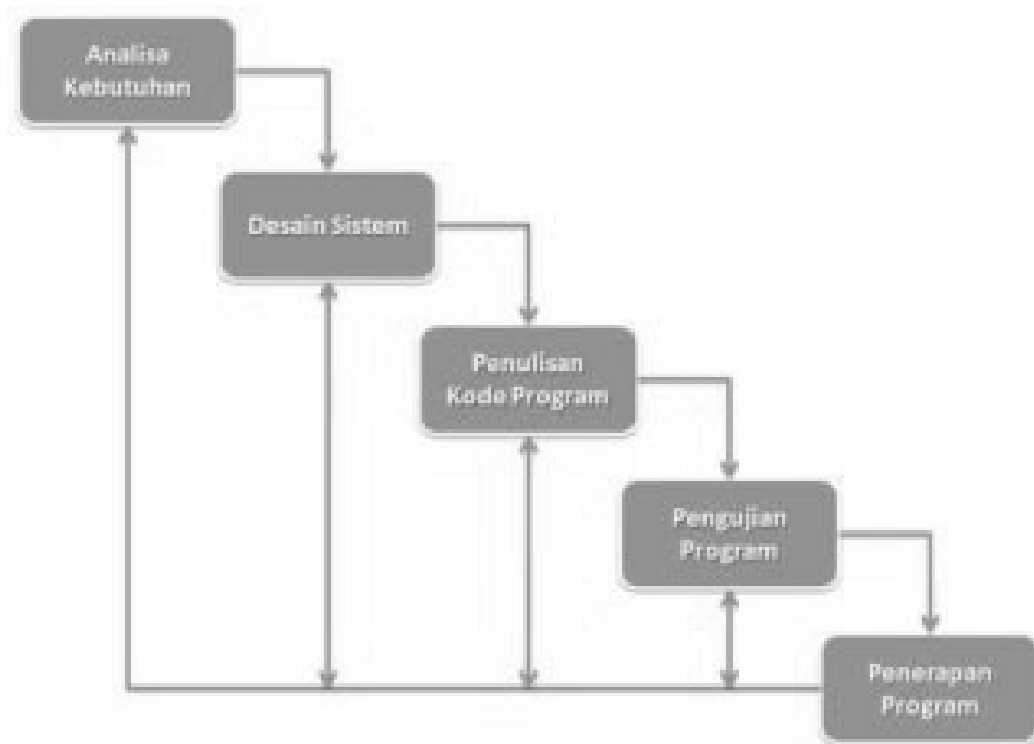 Analisa
Kebutuhan
Desain Sistem
Penulisan
Kode Program
Pengujian
Program
Penerapan
Program